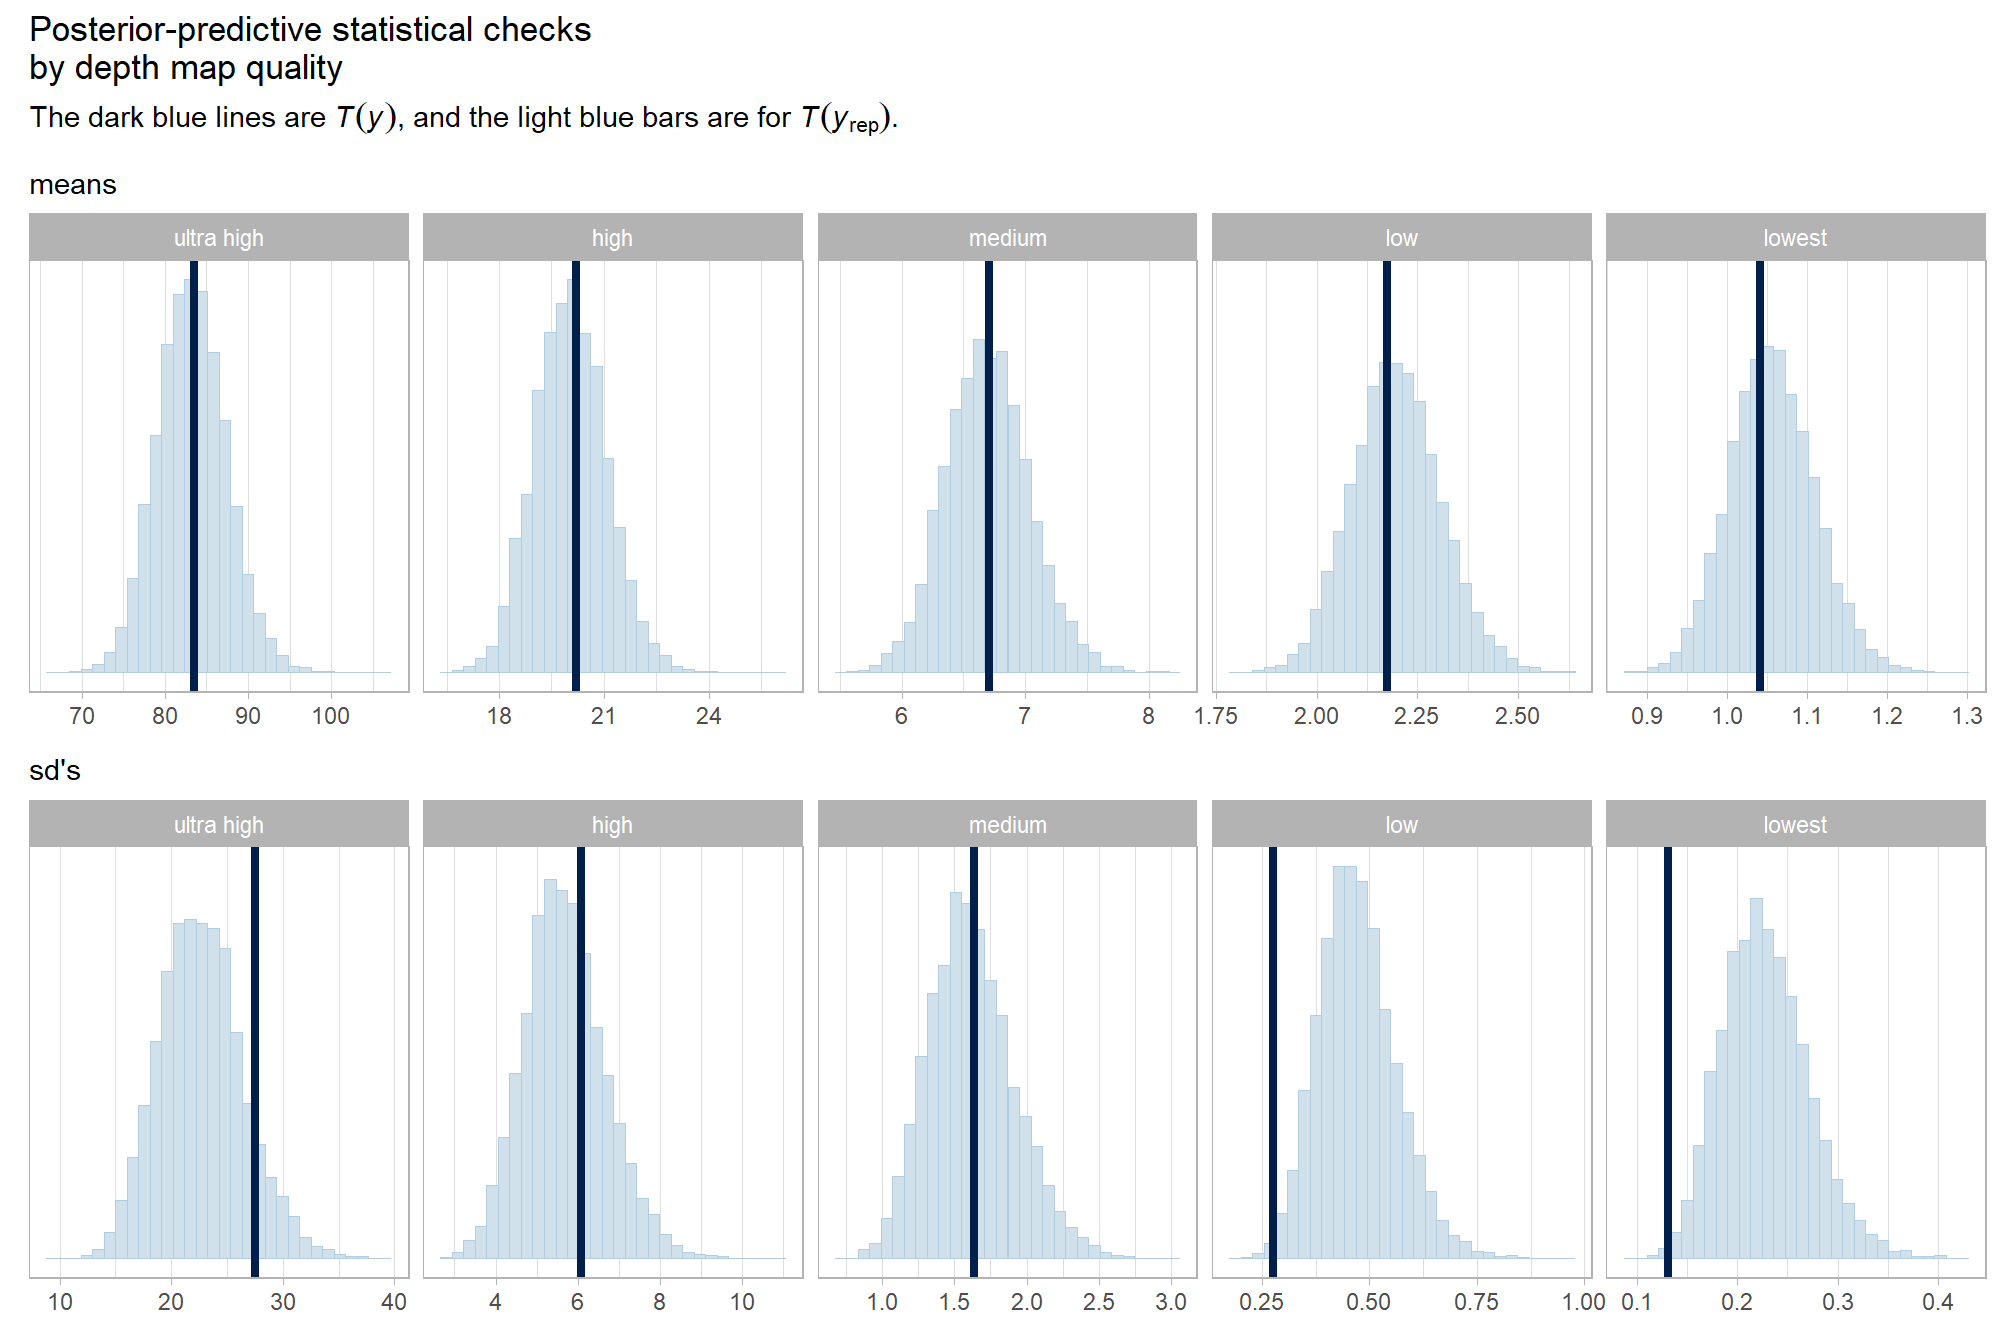 Posterior-predictive statistical checks
by depth map quality
The dark blue lines are T(y), and the light blue bars are for T(yrep).
means
ultra high high medium low lowest
70 80 90 100 18 21 24 6 7 8 1.75 2.00 2.25 2.50 0.9 1.0 1.1 1.2 1.3
sd's
ultra high high medium low lowest
10 20 30 40 4 6 8 10 1.0 1.5 2.0 2.5 3.0 0.25 0.50 0.75 1.00 0.1 0.2 0.3 0.4